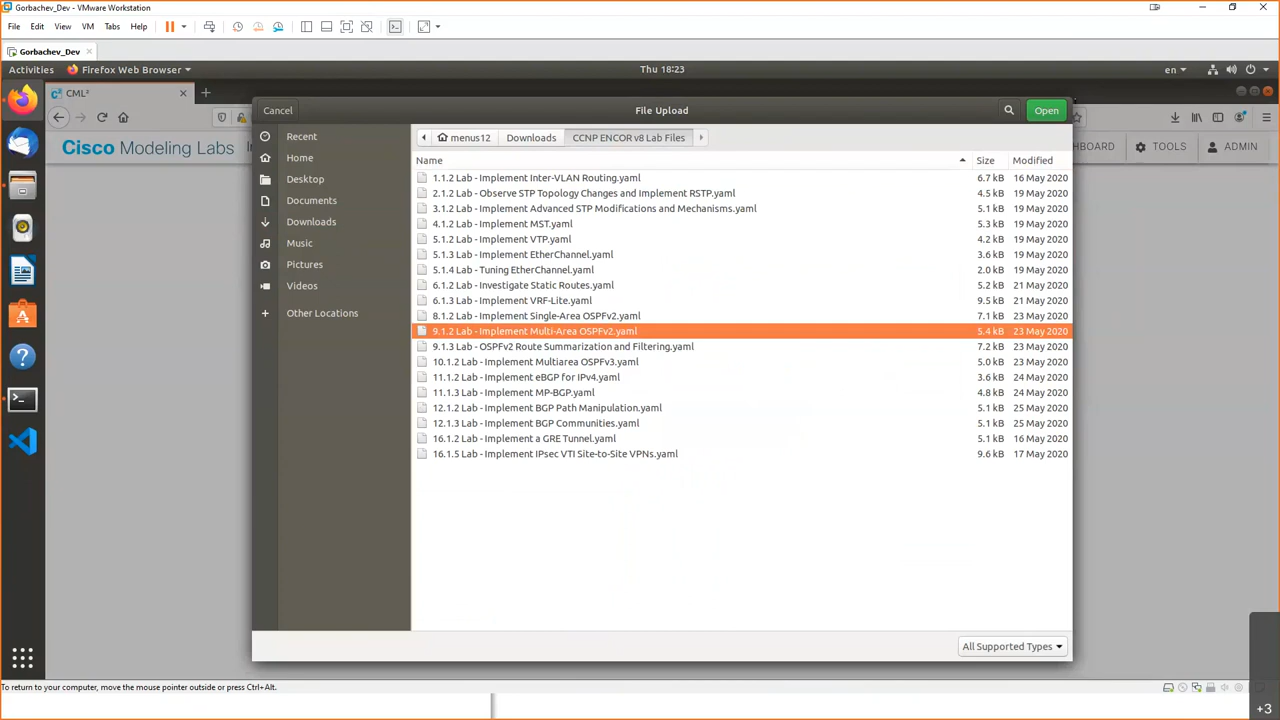 Gorbachev_Dev - VMware Workstation
File Edit View VM Tabs Help
Gorbachev_Dev
Activities Firefox Web Browser Thu 18:23 en
CML²
Cancel File Upload Open
Cisco Modeling Labs TOOLS ADMIN
Recent
Home
Desktop
Documents
Downloads
Music
Pictures
Videos
Other Locations
menus12 Downloads CCNP ENCOR v8 Lab Files
Name Size Modified
1.1.2 Lab - Implement Inter-VLAN Routing.yaml 6.7 kB 16 May 2020
2.1.2 Lab - Observe STP Topology Changes and Implement RSTP.yaml 4.5 kB 19 May 2020
3.1.2 Lab - Implement Advanced STP Modifications and Mechanisms.yaml 5.1 kB 19 May 2020
4.1.2 Lab - Implement MST.yaml 5.3 kB 19 May 2020
5.1.2 Lab - Implement VTP.yaml 4.2 kB 19 May 2020
5.1.3 Lab - Implement EtherChannel.yaml 3.6 kB 19 May 2020
5.1.4 Lab - Tuning EtherChannel.yaml 2.0 kB 19 May 2020
6.1.2 Lab - Investigate Static Routes.yaml 5.2 kB 21 May 2020
6.1.3 Lab - Implement VRF-Lite.yaml 9.5 kB 21 May 2020
8.1.2 Lab - Implement Single-Area OSPFv2.yaml 7.1 kB 23 May 2020
9.1.2 Lab - Implement Multi-Area OSPFv2.yaml 5.4 kB 23 May 2020
9.1.3 Lab - OSPFv2 Route Summarization and Filtering.yaml 7.2 kB 23 May 2020
10.1.2 Lab - Implement Multiarea OSPFv3.yaml 5.0 kB 23 May 2020
11.1.2 Lab - Implement eBGP for IPv4.yaml 3.6 kB 24 May 2020
11.1.3 Lab - Implement MP-BGP.yaml 4.8 kB 24 May 2020
12.1.2 Lab - Implement BGP Path Manipulation.yaml 5.1 kB 25 May 2020
12.1.3 Lab - Implement BGP Communities.yaml 5.1 kB 25 May 2020
16.1.2 Lab - Implement a GRE Tunnel.yaml 5.1 kB 16 May 2020
16.1.5 Lab - Implement IPsec VTI Site-to-Site VPNs.yaml 9.6 kB 17 May 2020
All Supported Types
To return to your computer, move the mouse pointer outside or press Ctrl+Alt.
+3